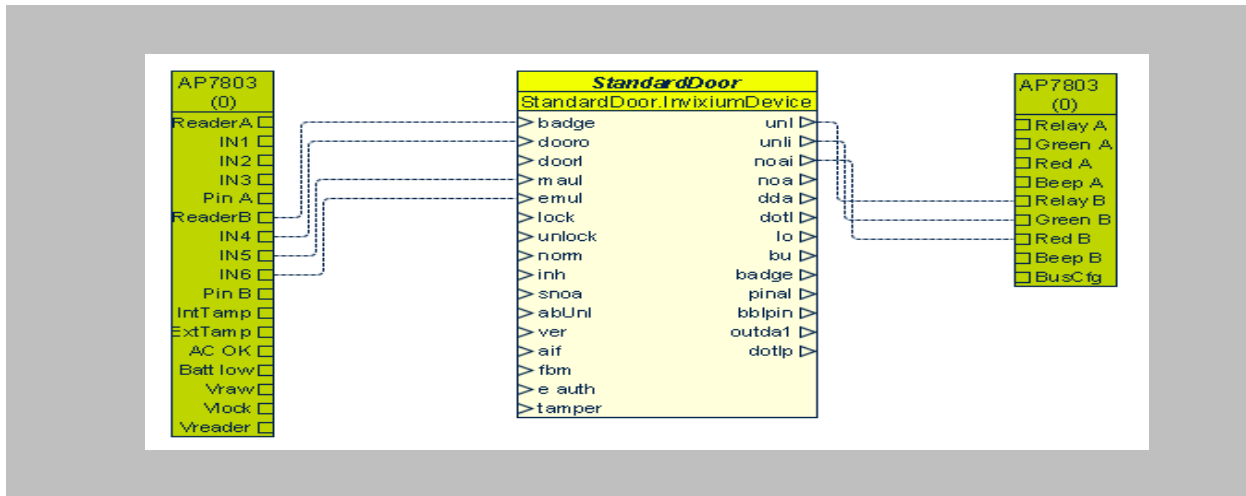 AP7803
(0)
ReaderA
IN1
IN2
IN3
Pin A
ReaderB
IN4
IN5
IN6
Pin B
IntTamp
ExtTamp
AC OK
Batt low
Vraw
Vlock
Vreader
StandardDoor
StandardDoor.InvixiumDevice
badge unl
dooro unli
doorl noai
maul noa
emul dda
lock dotl
unlock lo
norm bu
inh badge
snoa pinal
abUnl bblpin
ver outda1
aif dotlp
fbm
e auth
tamper
AP7803
(0)
Relay A
Green A
Red A
Beep A
Relay B
Green B
Red B
Beep B
BusCfg